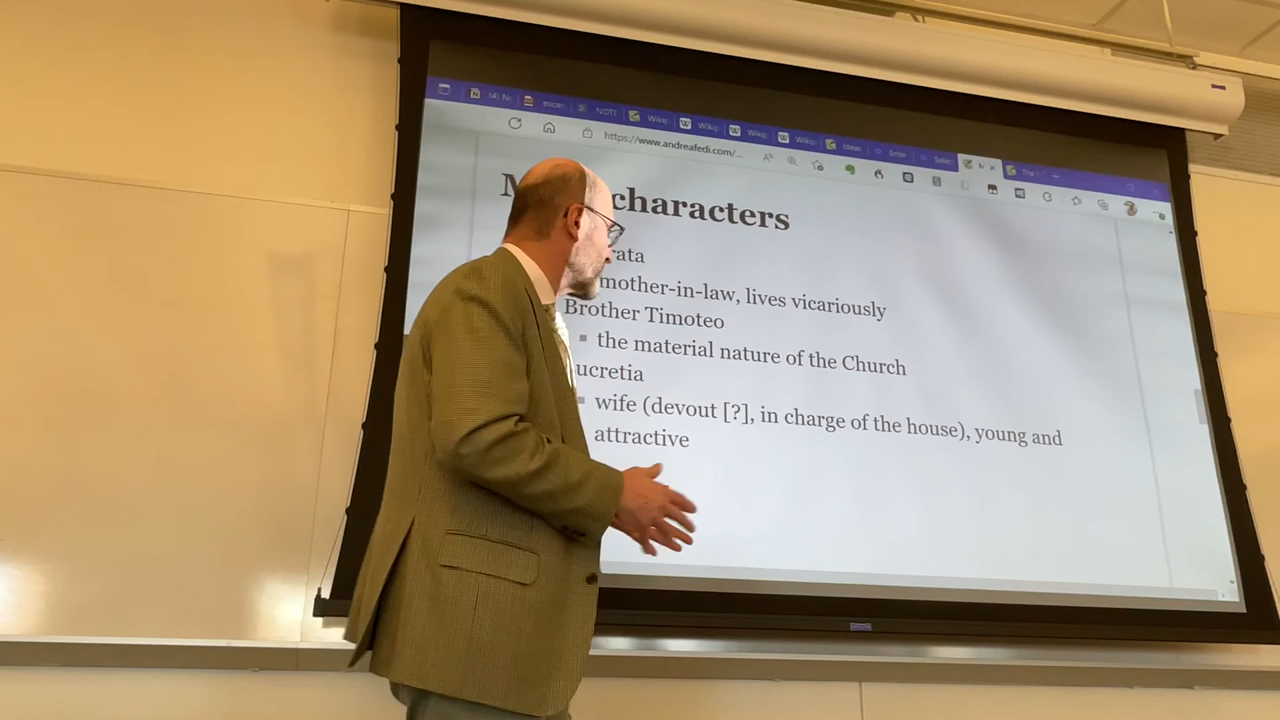 https://www.andreafedi.com/...
characters
rata
mother-in-law, lives vicariously
Brother Timoteo
the material nature of the Church
ucretia
wife (devout [?], in charge of the house), young and
attractive